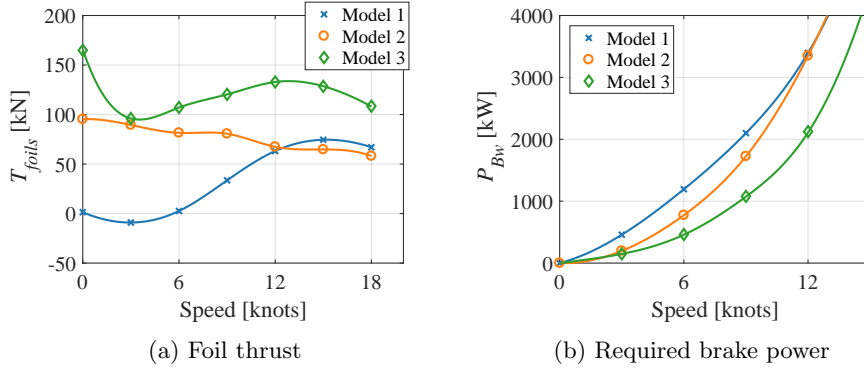 Model 1
Model 2
Model 3
200
150
100
50
0
-50
T_foils [kN]
0
6
12
18
Speed [knots]
(a) Foil thrust
Model 1
Model 2
Model 3
4000
3000
2000
1000
0
P_Bw [kW]
0
6
12
Speed [knots]
(b) Required brake power